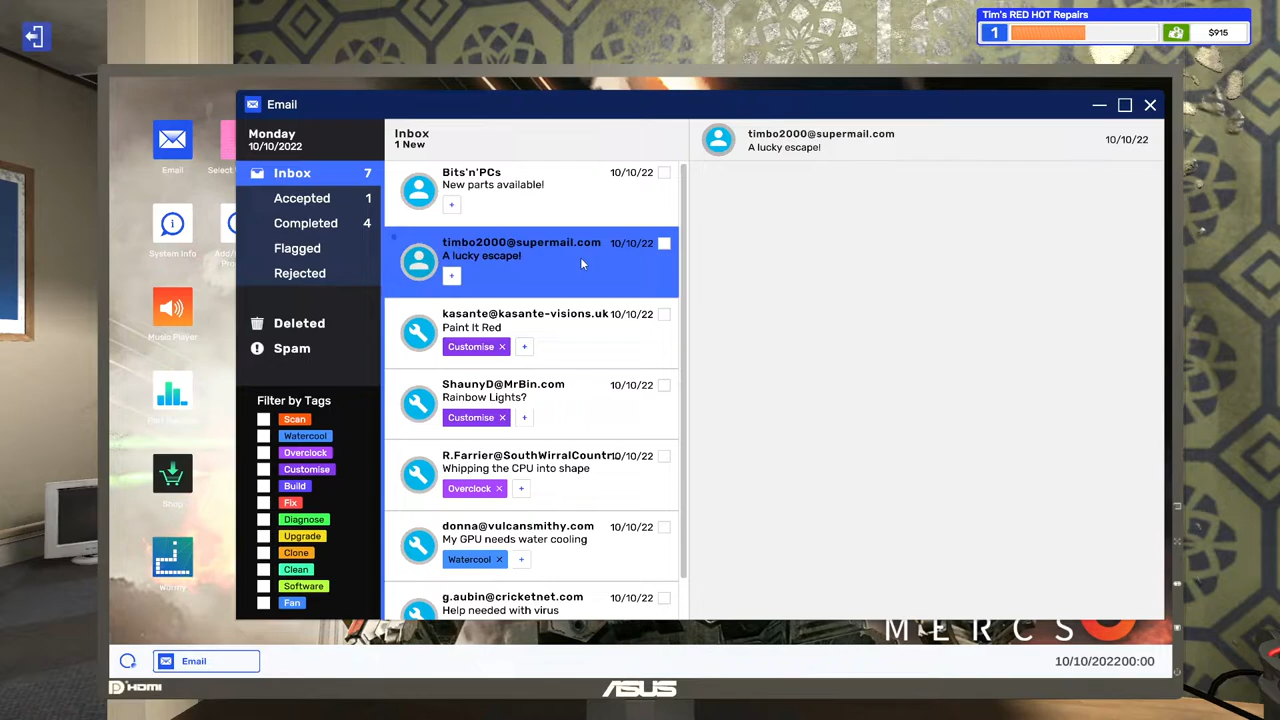 Tim's RED HOT Repairs
1
$915
Email
Monday
10/10/2022
Inbox 7
Accepted 1
Completed 4
Flagged
Rejected
Deleted
Spam
Filter by Tags
Scan
Watercool
Overclock
Customise
Build
Fix
Diagnose
Upgrade
Clone
Clean
Software
Fan
Inbox
1 New
Bits'n'PCs 10/10/22
New parts available!
+
timbo2000@supermail.com 10/10/22
A lucky escape!
+
kasante@kasante-visions.uk 10/10/22
Paint It Red
Customise × +
ShaunyD@MrBin.com 10/10/22
Rainbow Lights?
Customise × +
R.Farrier@SouthWirralCountr 10/10/22
Whipping the CPU into shape
Overclock × +
donna@vulcansmithy.com 10/10/22
My GPU needs water cooling
Watercool × +
g.aubin@cricketnet.com 10/10/22
Help needed with virus
timbo2000@supermail.com 10/10/22
A lucky escape!
Email
System Info
Music Player
Shop
MERCS
Email
10/10/2022 00:00
HDMI
ASUS